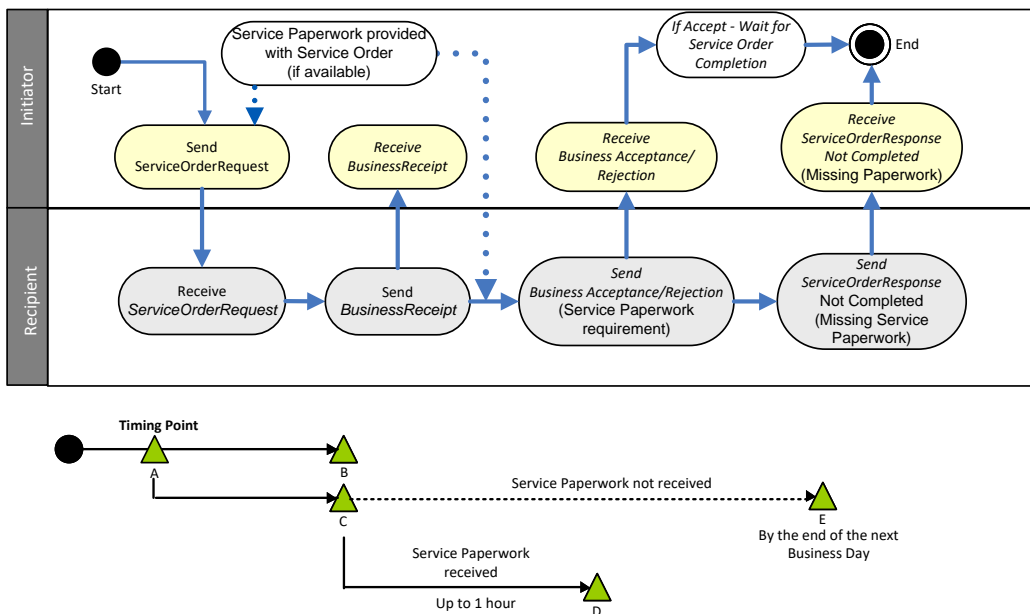 Initiator
Service Paperwork provided
with Service Order
(if available)
If Accept - Wait for
Service Order
Completion
End
Start
Send
ServiceOrderRequest
Receive
BusinessReceipt
Receive
Business Acceptance/
Rejection
Receive
ServiceOrderResponse
Not Completed
(Missing Paperwork)
Recipient
Receive
ServiceOrderRequest
Send
BusinessReceipt
Send
Business Acceptance/Rejection
(Service Paperwork
requirement)
Send
ServiceOrderResponse
Not Completed
(Missing Service
Paperwork)
Timing Point
A
B
C
Service Paperwork not received
E
By the end of the next
Business Day
Service Paperwork
received
Up to 1 hour
D